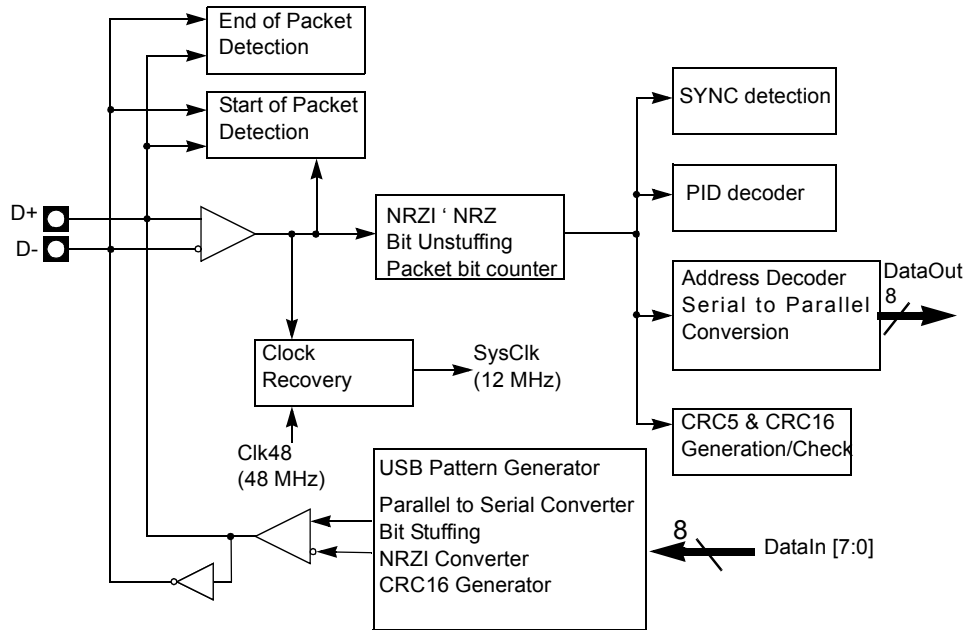 End of Packet
Detection
Start of Packet
Detection
SYNC detection
PID decoder
D+
D-
NRZI ‘ NRZ
Bit Unstuffing
Packet bit counter
Address Decoder
Serial to Parallel
Conversion
DataOut
8
Clock
Recovery
SysClk
(12 MHz)
CRC5 & CRC16
Generation/Check
Clk48
(48 MHz)
USB Pattern Generator
Parallel to Serial Converter
Bit Stuffing
NRZI Converter
CRC16 Generator
8
DataIn [7:0]